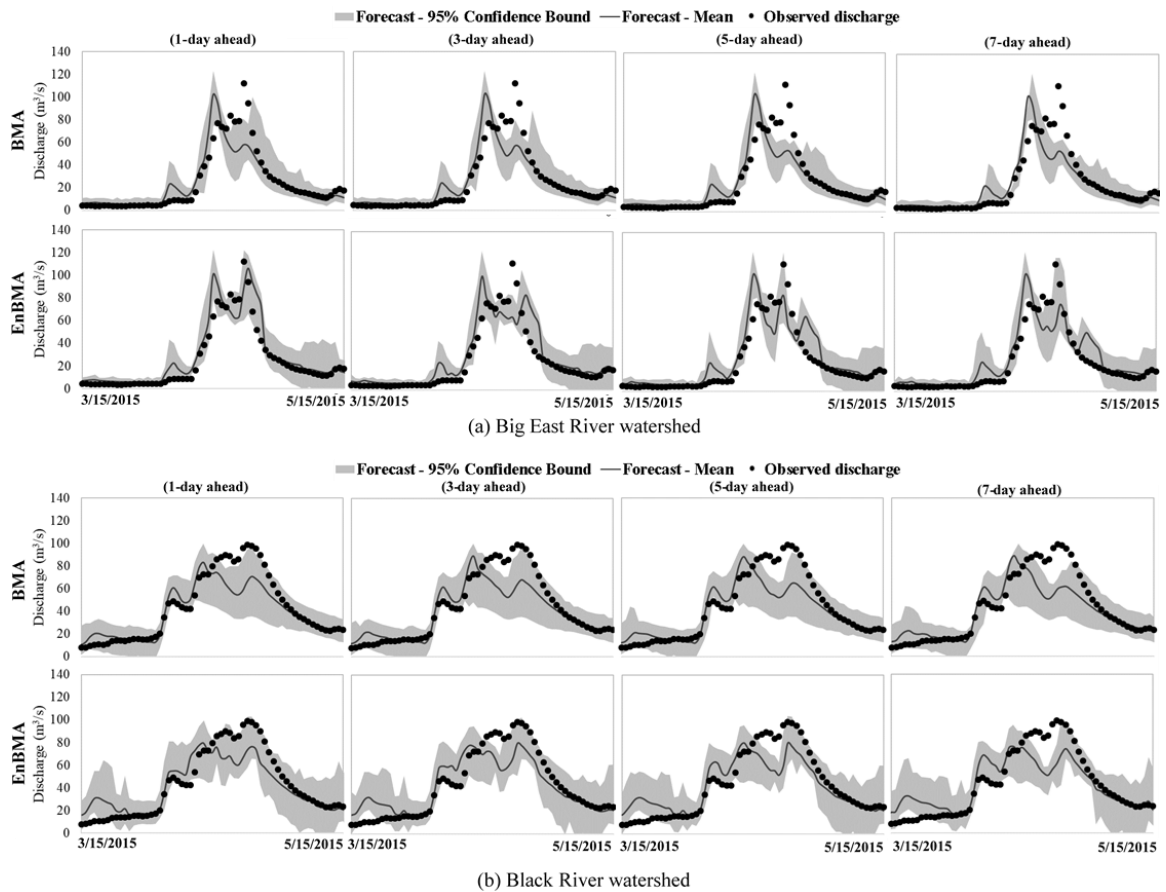 Forecast - 95% Confidence Bound — Forecast - Mean • Observed discharge
(1-day ahead) (3-day ahead) (5-day ahead) (7-day ahead)
BMA
Discharge (m³/s)
140
120
100
80
60
40
20
0
EnBMA
Discharge (m³/s)
140
120
100
80
60
40
20
0
3/15/2015 5/15/2015 3/15/2015 5/15/2015 3/15/2015 5/15/2015 3/15/2015 5/15/2015
(a) Big East River watershed
Forecast - 95% Confidence Bound — Forecast - Mean • Observed discharge
(1-day ahead) (3-day ahead) (5-day ahead) (7-day ahead)
BMA
Discharge (m³/s)
140
120
100
80
60
40
20
0
EnBMA
Discharge (m³/s)
140
120
100
80
60
40
20
0
3/15/2015 5/15/2015 3/15/2015 5/15/2015 3/15/2015 5/15/2015 3/15/2015 5/15/2015
(b) Black River watershed